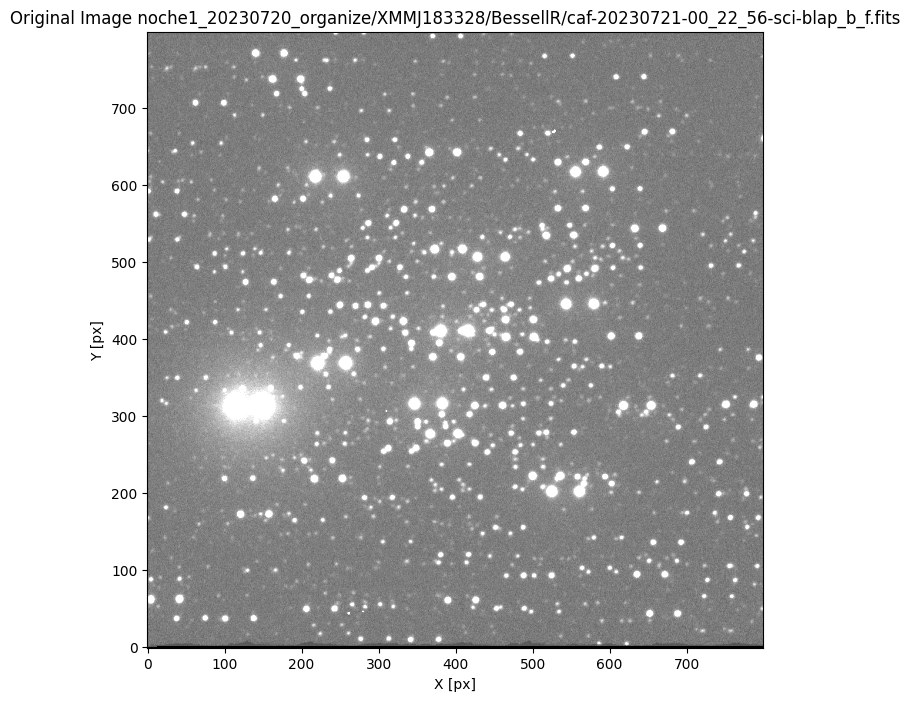 Original Image noche1_20230720_organize/XMMJ183328/BessellR/caf-20230721-00_22_56-sci-blap_b_f.fits
700
600
500
400
300
200
100
0
Y [px]
0 100 200 300 400 500 600 700
X [px]